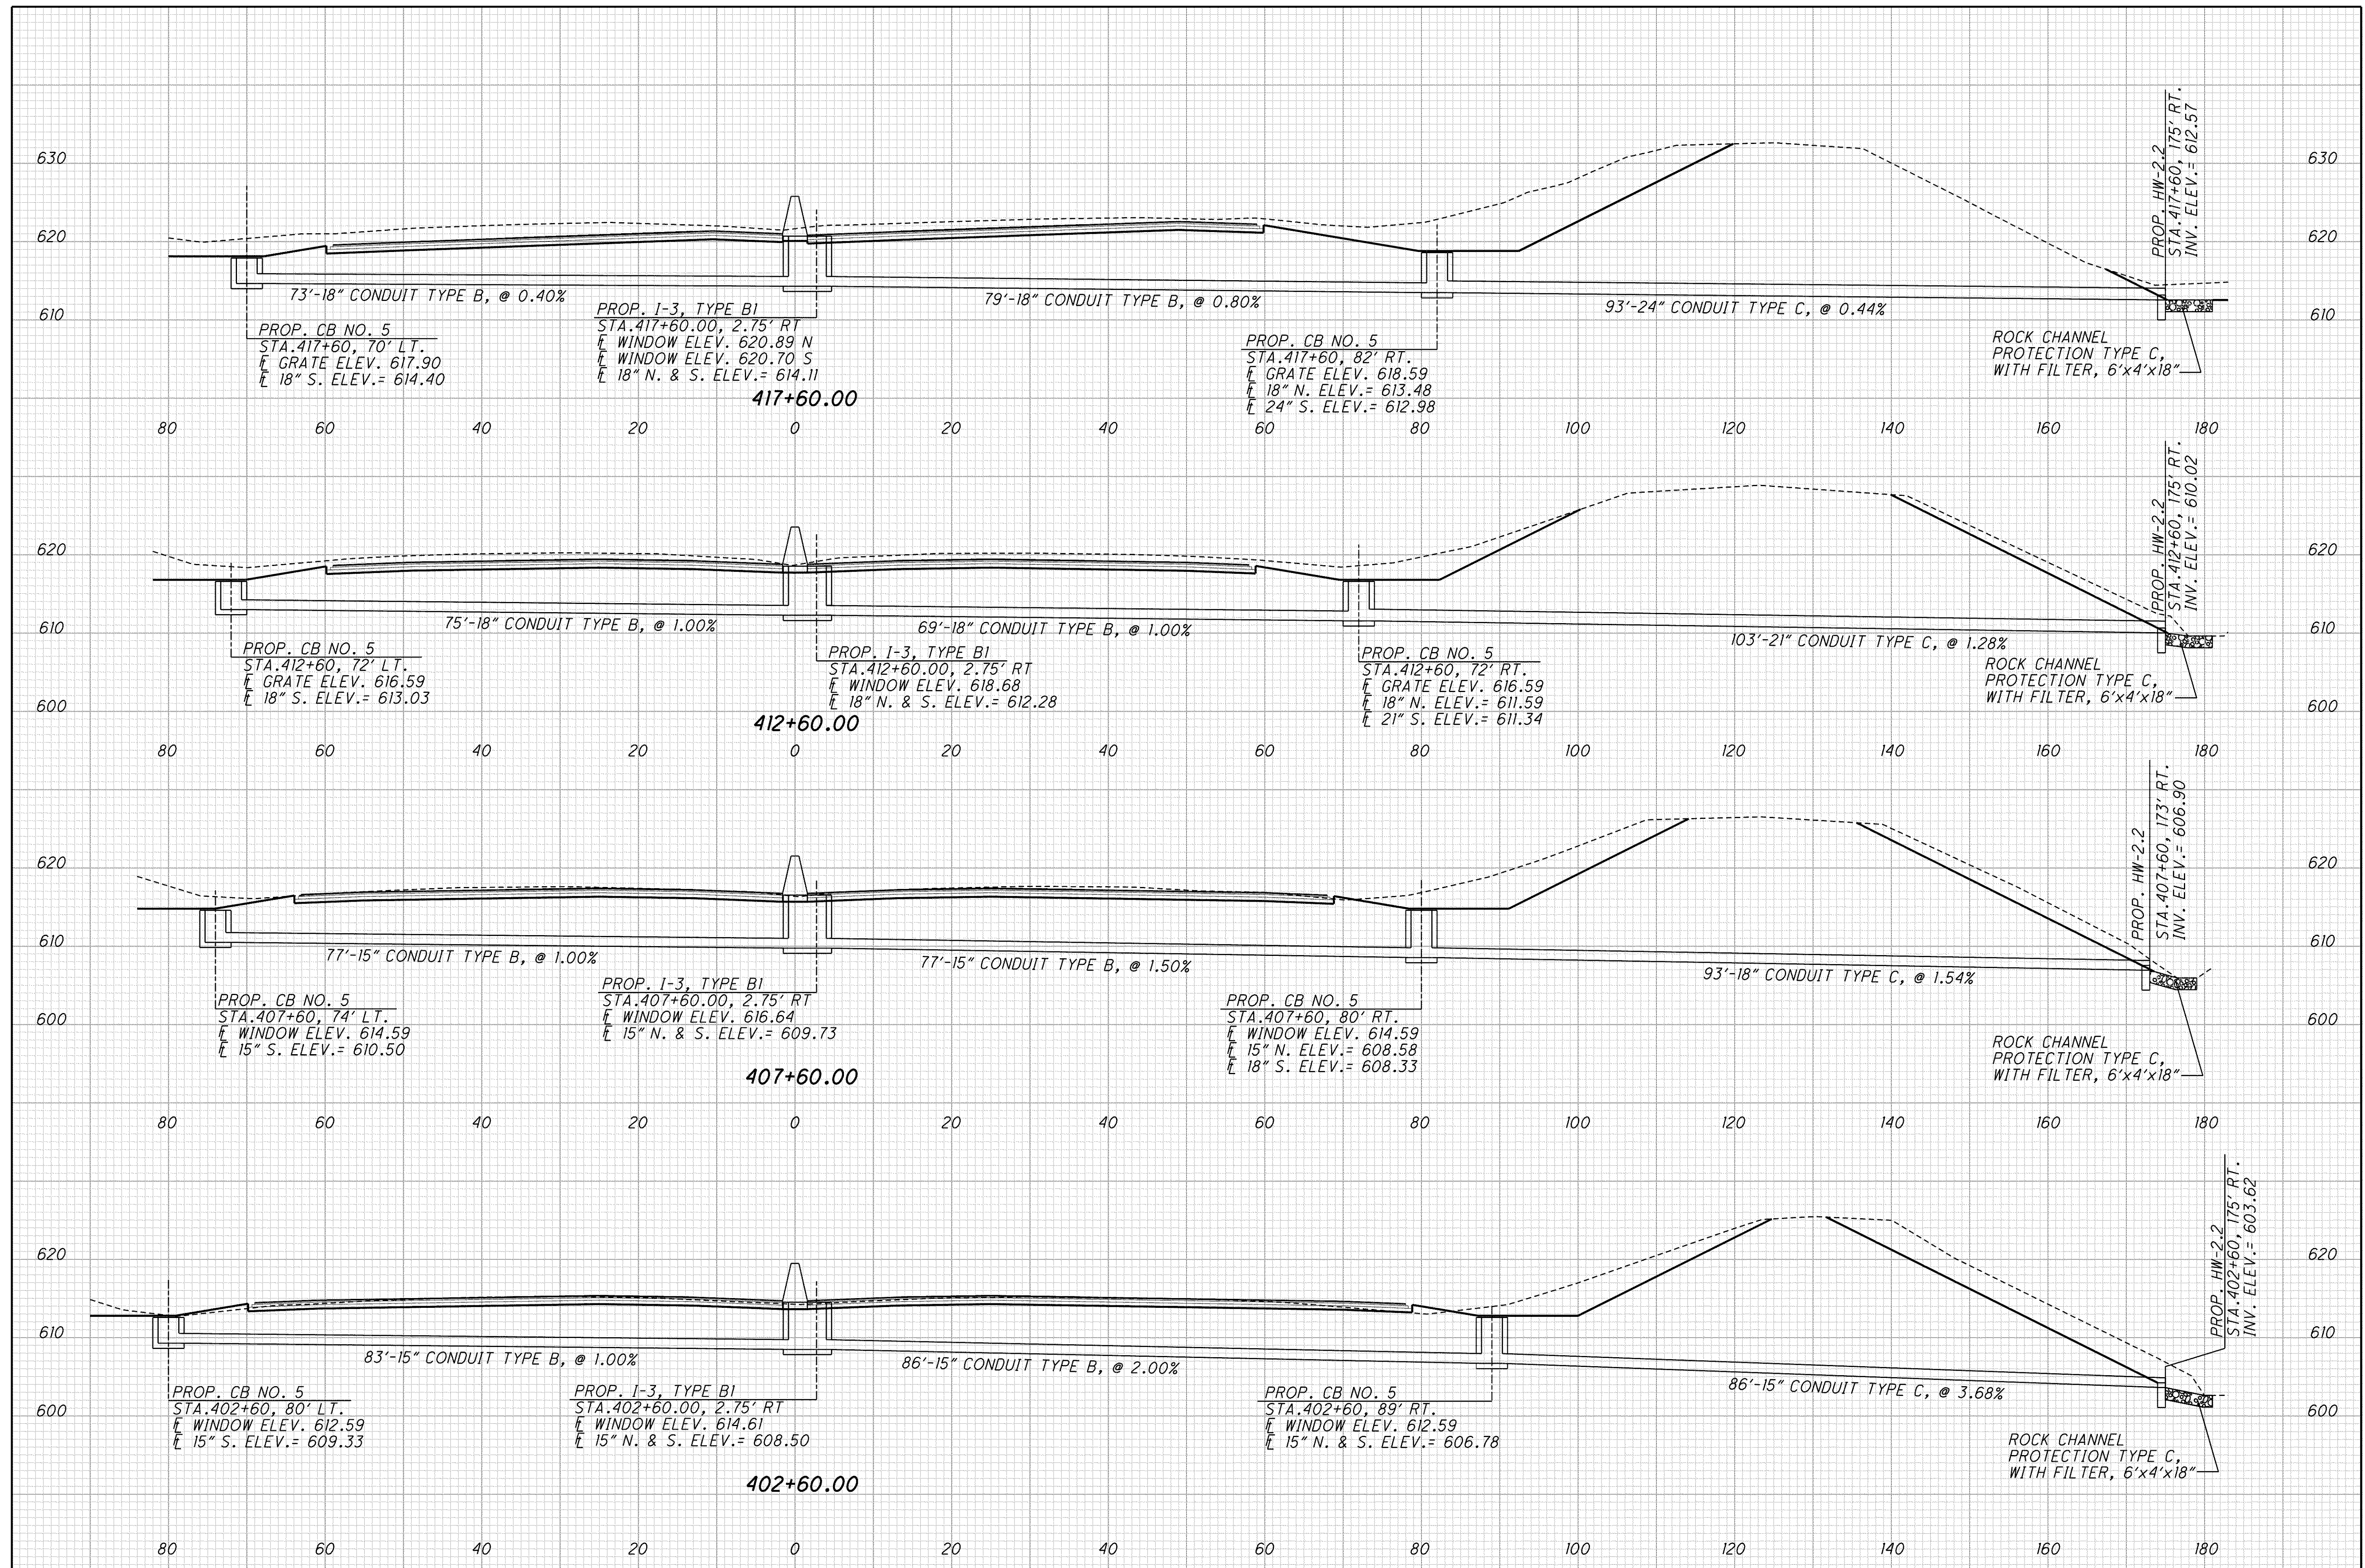 630
630
PROP. HW-2.2
STA.417+60, 175' RT.
INV. ELEV.= 612.57
620
620
73'-18" CONDUIT TYPE B, @ 0.40%
79'-18" CONDUIT TYPE B, @ 0.80%
93'-24" CONDUIT TYPE C, @ 0.44%
610
610
PROP. CB NO. 5
STA.417+60, 70' LT.
℄ GRATE ELEV. 617.90
℄ 18" S. ELEV.= 614.40
PROP. I-3, TYPE B1
STA.417+60.00, 2.75' RT
℄ WINDOW ELEV. 620.89 N
℄ WINDOW ELEV. 620.70 S
℄ 18" N. & S. ELEV.= 614.11
PROP. CB NO. 5
STA.417+60, 82' RT.
℄ GRATE ELEV. 618.59
℄ 18" N. ELEV.= 613.48
℄ 24" S. ELEV.= 612.98
ROCK CHANNEL
PROTECTION TYPE C,
WITH FILTER, 6'x4'x18"
417+60.00
80 60 40 20 0 20 40 60 80 100 120 140 160 180
PROP. HW-2.2
STA.412+60, 175' RT.
INV. ELEV.= 610.02
620
620
75'-18" CONDUIT TYPE B, @ 1.00%
69'-18" CONDUIT TYPE B, @ 1.00%
103'-21" CONDUIT TYPE C, @ 1.28%
610
610
PROP. CB NO. 5
STA.412+60, 72' LT.
℄ GRATE ELEV. 616.59
℄ 18" S. ELEV.= 613.03
PROP. I-3, TYPE B1
STA.412+60.00, 2.75' RT
℄ WINDOW ELEV. 618.68
℄ 18" N. & S. ELEV.= 612.28
PROP. CB NO. 5
STA.412+60, 72' RT.
℄ GRATE ELEV. 616.59
℄ 18" N. ELEV.= 611.59
℄ 21" S. ELEV.= 611.34
ROCK CHANNEL
PROTECTION TYPE C,
WITH FILTER, 6'x4'x18"
600
600
412+60.00
80 60 40 20 0 20 40 60 80 100 120 140 160 180
PROP. HW-2.2
STA.407+60, 173' RT.
INV. ELEV.= 606.90
620
620
610
610
77'-15" CONDUIT TYPE B, @ 1.00%
77'-15" CONDUIT TYPE B, @ 1.50%
93'-18" CONDUIT TYPE C, @ 1.54%
PROP. CB NO. 5
STA.407+60, 74' LT.
℄ WINDOW ELEV. 614.59
℄ 15" S. ELEV.= 610.50
PROP. I-3, TYPE B1
STA.407+60.00, 2.75' RT
℄ WINDOW ELEV. 616.64
℄ 15" N. & S. ELEV.= 609.73
PROP. CB NO. 5
STA.407+60, 80' RT.
℄ WINDOW ELEV. 614.59
℄ 15" N. ELEV.= 608.58
℄ 18" S. ELEV.= 608.33
600
600
ROCK CHANNEL
PROTECTION TYPE C,
WITH FILTER, 6'x4'x18"
407+60.00
80 60 40 20 0 20 40 60 80 100 120 140 160 180
PROP. HW-2.2
STA.402+60, 175' RT.
INV. ELEV.= 603.62
620
620
610
610
83'-15" CONDUIT TYPE B, @ 1.00%
86'-15" CONDUIT TYPE B, @ 2.00%
86'-15" CONDUIT TYPE C, @ 3.68%
PROP. CB NO. 5
STA.402+60, 80' LT.
℄ WINDOW ELEV. 612.59
℄ 15" S. ELEV.= 609.33
PROP. I-3, TYPE B1
STA.402+60.00, 2.75' RT
℄ WINDOW ELEV. 614.61
℄ 15" N. & S. ELEV.= 608.50
PROP. CB NO. 5
STA.402+60, 89' RT.
℄ WINDOW ELEV. 612.59
℄ 15" N. & S. ELEV.= 606.78
600
600
ROCK CHANNEL
PROTECTION TYPE C,
WITH FILTER, 6'x4'x18"
402+60.00
80 60 40 20 0 20 40 60 80 100 120 140 160 180